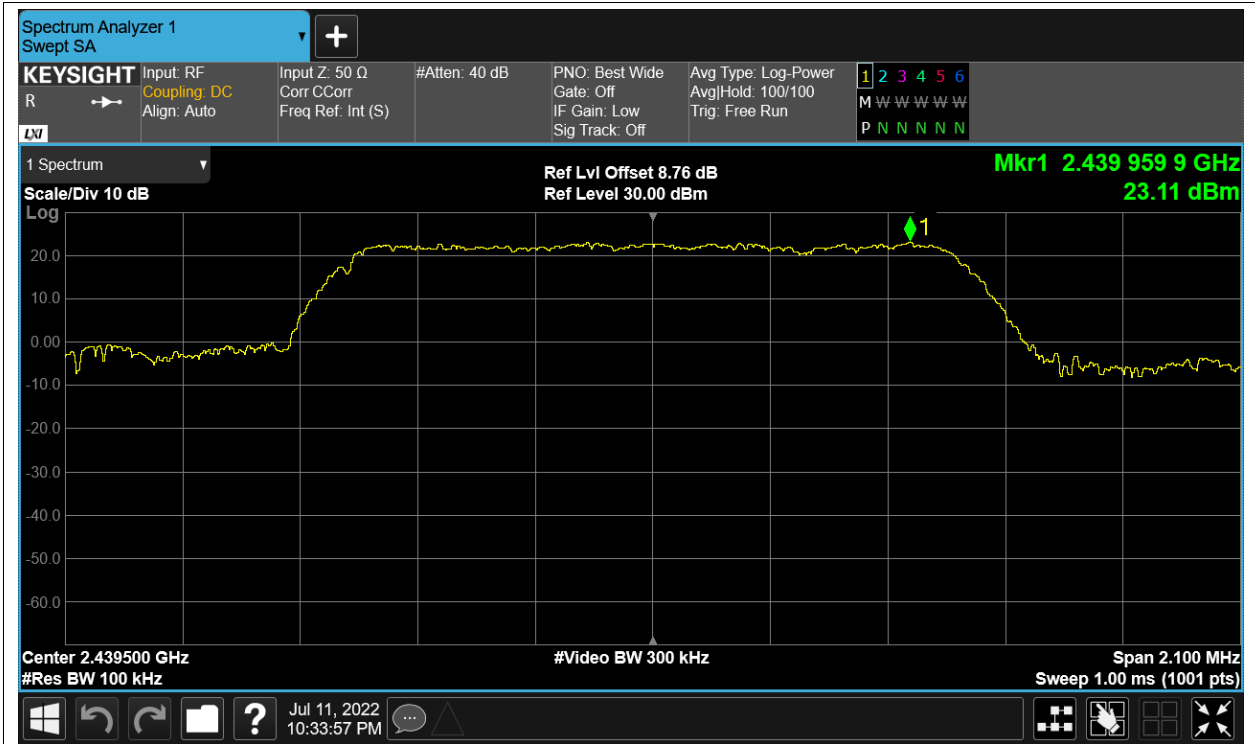 Spectrum Analyzer 1
Swept SA
KEYSIGHT
R
LXI
Input: RF
Coupling: DC
Align: Auto
Input Z: 50 Ω
Corr CCorr
Freq Ref: Int (S)
#Atten: 40 dB
PNO: Best Wide
Gate: Off
IF Gain: Low
Sig Track: Off
Avg Type: Log-Power
Avg|Hold: 100/100
Trig: Free Run
1 2 3 4 5 6
M W W W W W
P N N N N N
1 Spectrum
Scale/Div 10 dB
Log
Ref Lvl Offset 8.76 dB
Ref Level 30.00 dBm
Mkr1 2.439 959 9 GHz
23.11 dBm
1
20.0
10.0
0.00
-10.0
-20.0
-30.0
-40.0
-50.0
-60.0
Center 2.439500 GHz
#Res BW 100 kHz
#Video BW 300 kHz
Span 2.100 MHz
Sweep 1.00 ms (1001 pts)
?
Jul 11, 2022
10:33:57 PM